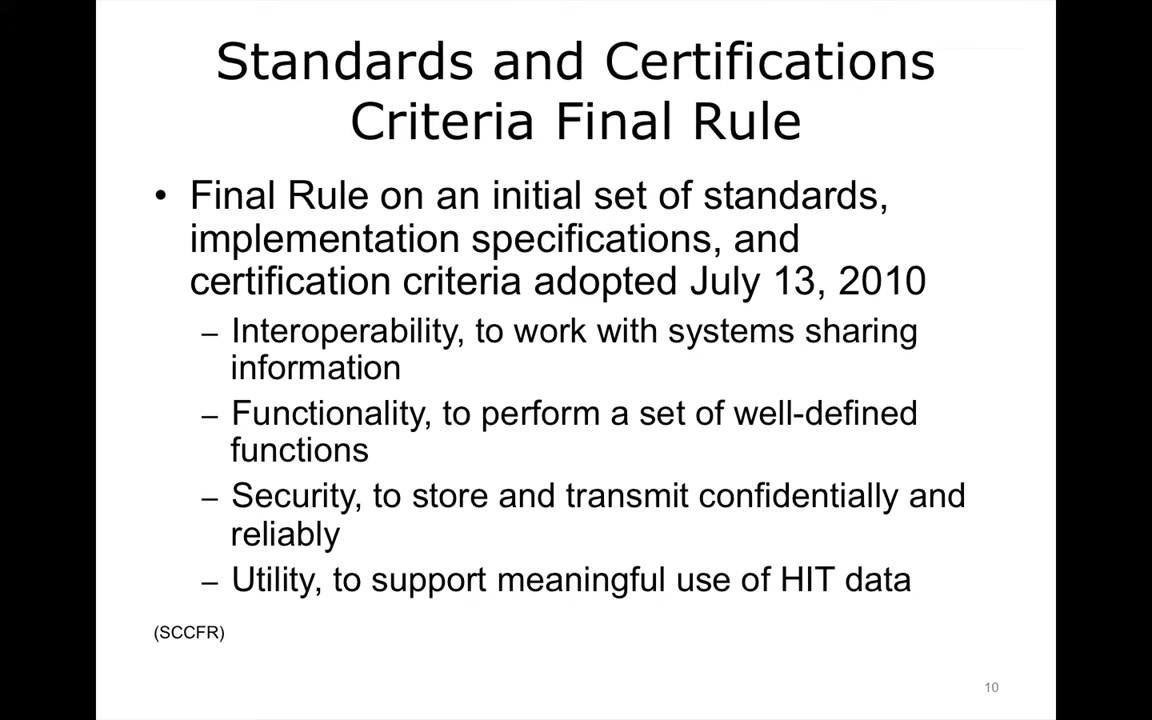 Standards and Certifications
Criteria Final Rule
• Final Rule on an initial set of standards,
implementation specifications, and
certification criteria adopted July 13, 2010
– Interoperability, to work with systems sharing
information
– Functionality, to perform a set of well-defined
functions
– Security, to store and transmit confidentially and
reliably
– Utility, to support meaningful use of HIT data
(SCCFR)
10